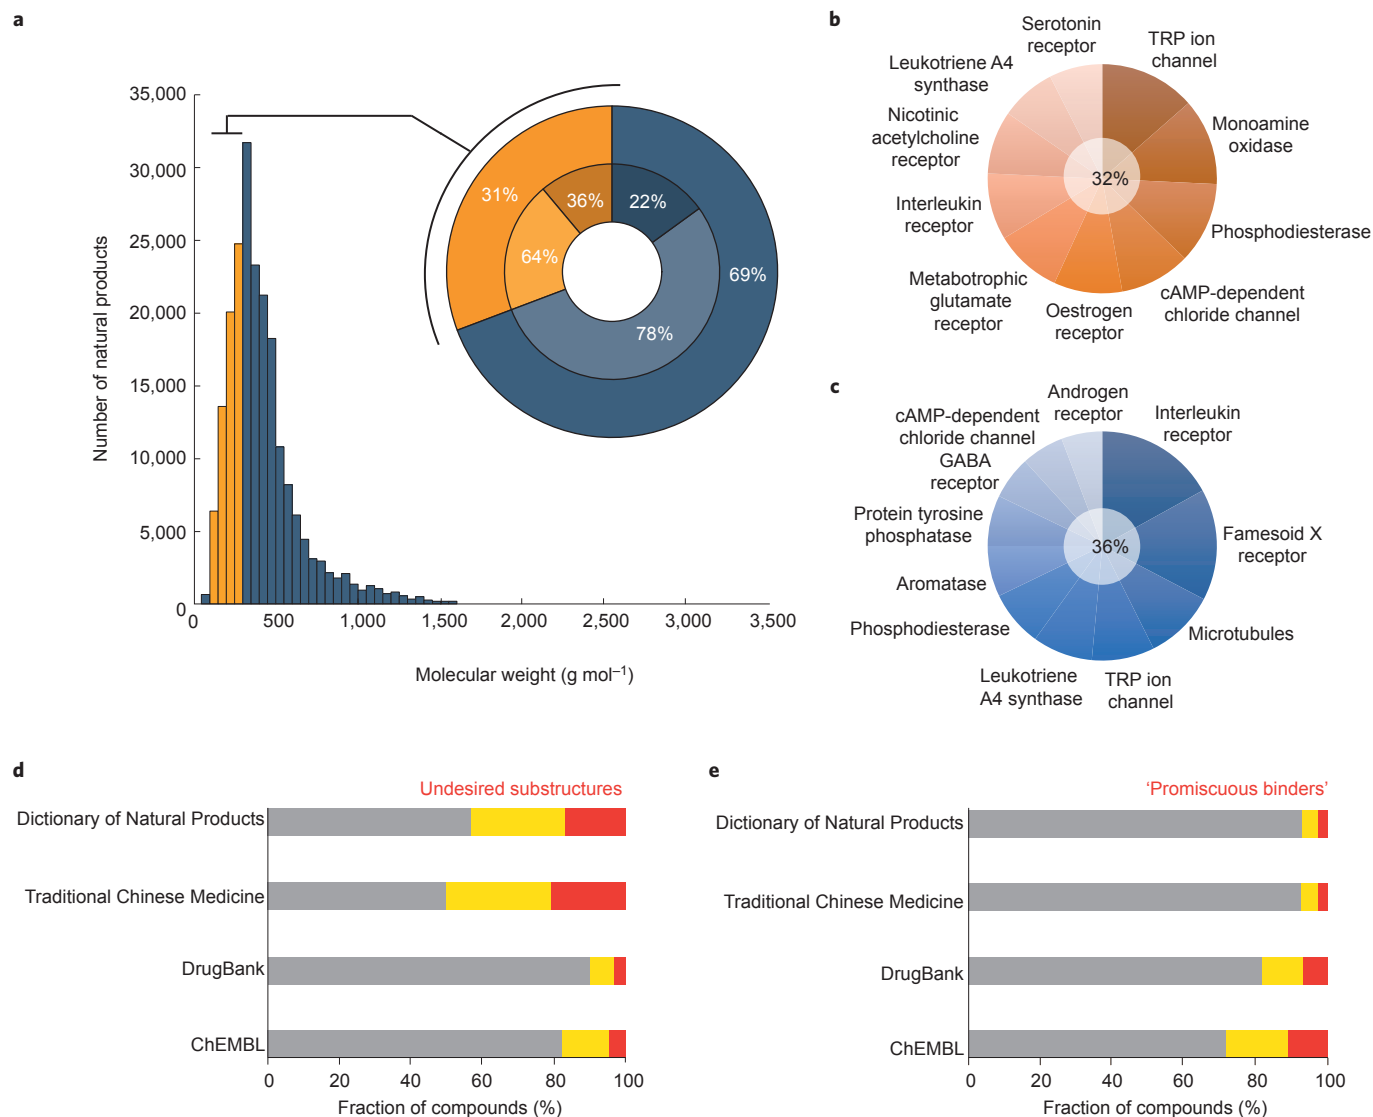 a
Number of natural products
35,000
30,000
25,000
20,000
15,000
10,000
5,000
0
0 500 1,000 1,500 2,000 2,500 3,000 3,500
Molecular weight (g mol⁻¹)
31%
36%
22%
64%
69%
78%
b
Serotonin
receptor
TRP ion
channel
Leukotriene A4
synthase
Monoamine
oxidase
Nicotinic
acetylcholine
receptor
32%
Interleukin
receptor
Phosphodiesterase
Metabotrophic
glutamate
receptor
Oestrogen
receptor
cAMP-dependent
chloride channel
c
Androgen
receptor
Interleukin
receptor
cAMP-dependent
chloride channel
GABA
receptor
Protein tyrosine
phosphatase
36%
Famesoid X
receptor
Aromatase
Phosphodiesterase
Microtubules
Leukotriene
A4 synthase
TRP ion
channel
d
Undesired substructures
Dictionary of Natural Products
Traditional Chinese Medicine
DrugBank
ChEMBL
0 20 40 60 80 100
Fraction of compounds (%)
e
‘Promiscuous binders’
Dictionary of Natural Products
Traditional Chinese Medicine
DrugBank
ChEMBL
0 20 40 60 80 100
Fraction of compounds (%)